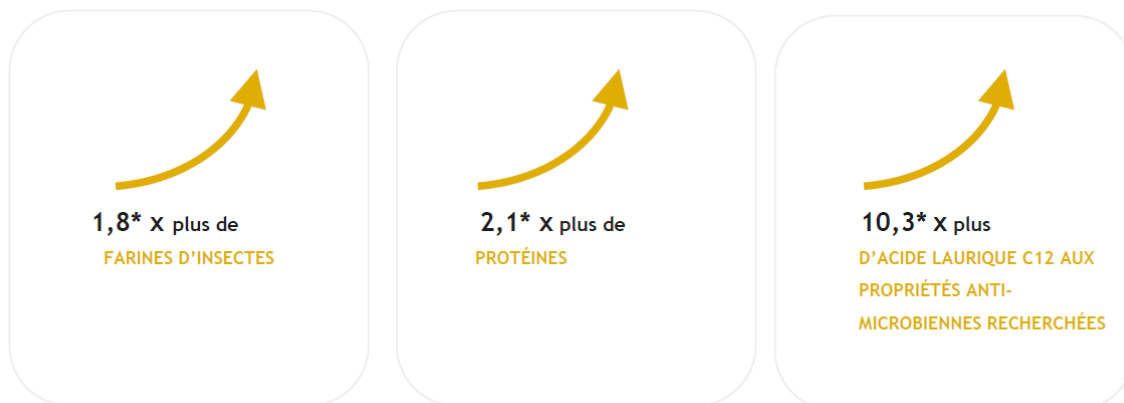 1,8* X plus de
FARINES D'INSECTES
2,1* X plus de
PROTÉINES
10,3* X plus
D'ACIDE LAURIQUE C12 AUX
PROPRIÉTÉS ANTI-
MICROBIENNES RECHERCHÉES